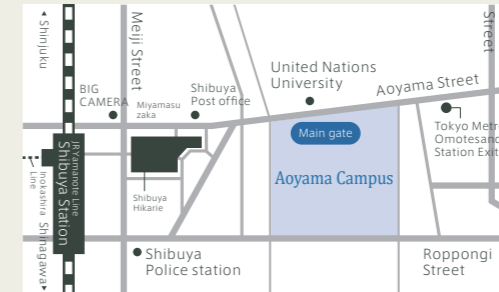 ◂ Shinjuku
Meiji Street
Street
BIG
CAMERA
Miyamasu
zaka
Shibuya
Post office
United Nations
University
Aoyama Street
Main gate
Tokyo Metr
Omotesand
Station Exit
JR Yamanote Line
Shibuya Station
Inokashira
Line
Shibuya
Hikarie
Aoyama Campus
Shinagawa ▸
Shibuya
Police station
Roppongi
Street